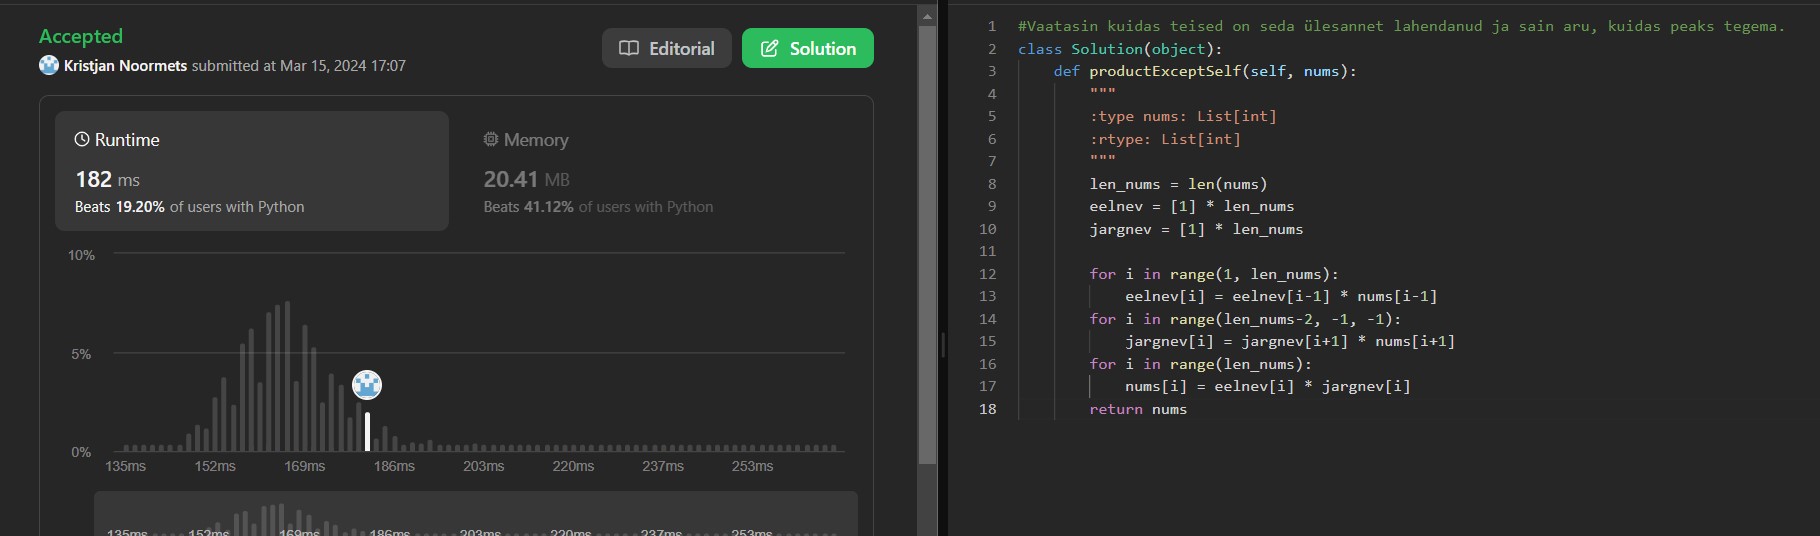 Accepted
Kristjan Noormets submitted at Mar 15, 2024 17:07
Editorial
Solution
Runtime
182 ms
Beats 19.20% of users with Python
Memory
20.41 MB
Beats 41.12% of users with Python
10%
5%
0%
135ms 152ms 169ms 186ms 203ms 220ms 237ms 253ms
135ms 152ms 169ms 186ms 203ms 220ms 237ms 253ms
1 #Vaatasin kuidas teised on seda ülesannet lahendanud ja sain aru, kuidas peaks tegema.
2 class Solution(object):
3     def productExceptSelf(self, nums):
4         """
5         :type nums: List[int]
6         :rtype: List[int]
7         """
8         len_nums = len(nums)
9         eelnev = [1] * len_nums
10         jargnev = [1] * len_nums
11
12         for i in range(1, len_nums):
13             eelnev[i] = eelnev[i-1] * nums[i-1]
14         for i in range(len_nums-2, -1, -1):
15             jargnev[i] = jargnev[i+1] * nums[i+1]
16         for i in range(len_nums):
17             nums[i] = eelnev[i] * jargnev[i]
18         return nums